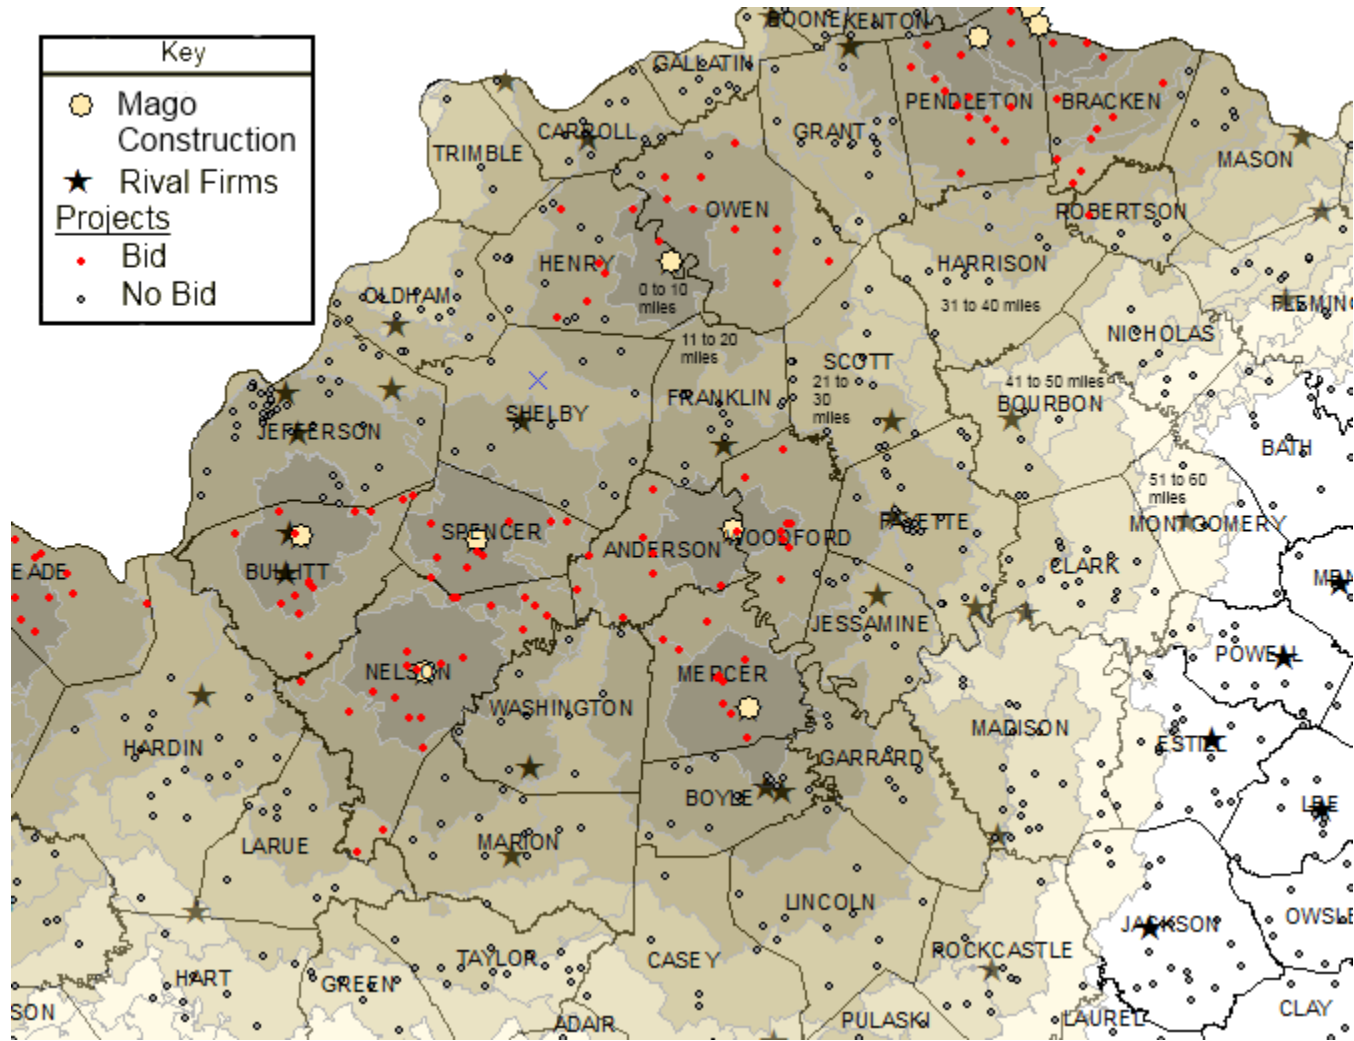 Key
Mago
Construction
Rival Firms
Projects
Bid
No Bid
BOONE KENTON
GALLATIN
PENDLETON
BRACKEN
CARROLL
GRANT
TRIMBLE
MASON
OWEN
ROBERTSON
HENRY
HARRISON
0 to 10
miles
31 to 40 miles
OLDHAM
FLEMING
NICHOLAS
11 to 20
miles
SCOTT
21 to
30
miles
41 to 50 miles
FRANKLIN
BOURBON
SHELBY
JEFFERSON
BATH
51 to 60
miles
MONTGOMERY
SPENCER
WOODFORD
FAYETTE
ANDERSON
EADE
BULLITT
CLARK
MEN
JESSAMINE
POWELL
NELSON
MERCER
WASHINGTON
MADISON
HARDIN
ESTILL
GARRARD
BOYLE
LEE
LARUE
MARION
LINCOLN
OWSLE
JACKSON
ROCKCASTLE
TAYLOR
CASEY
HART
GREEN
SON
ADAIR
PULASKI
LAUREL
CLAY